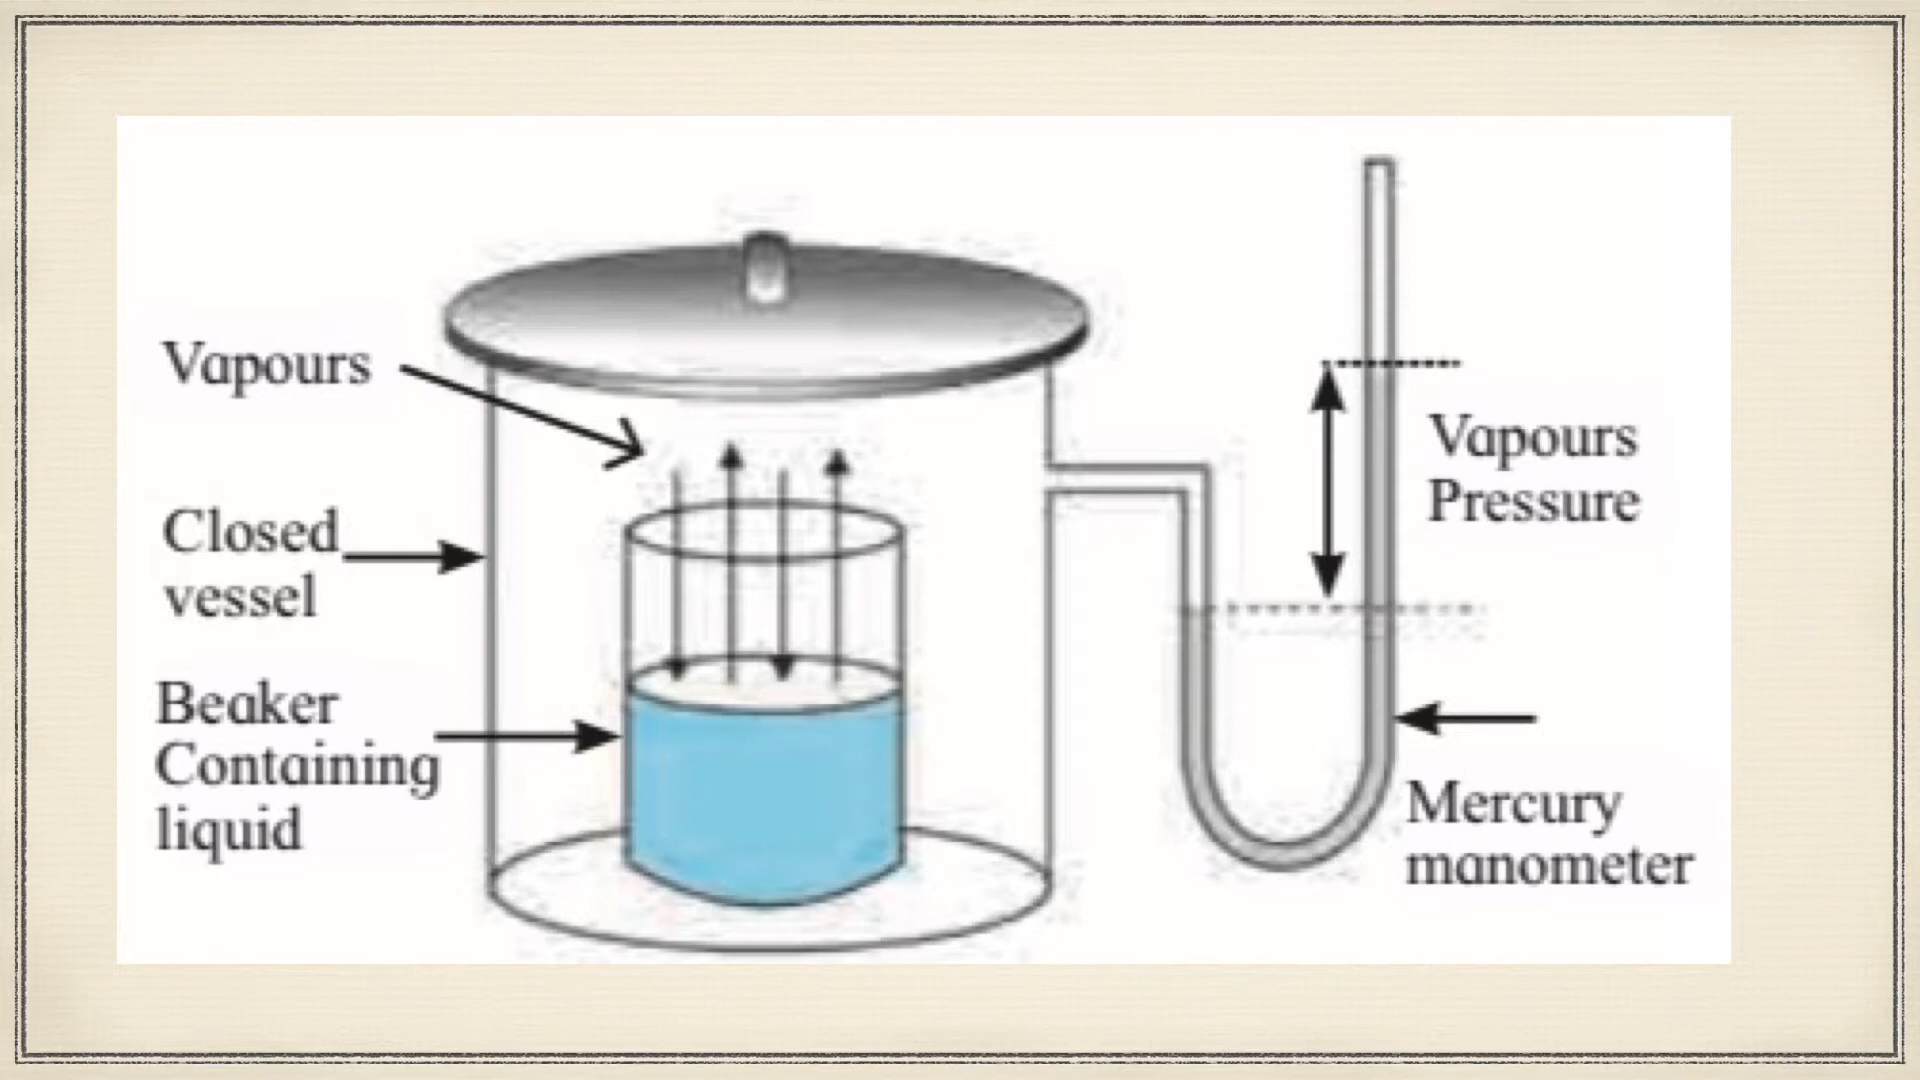 Vapours
Closed
vessel
Beaker
Containing
liquid
Vapours
Pressure
Mercury
manometer